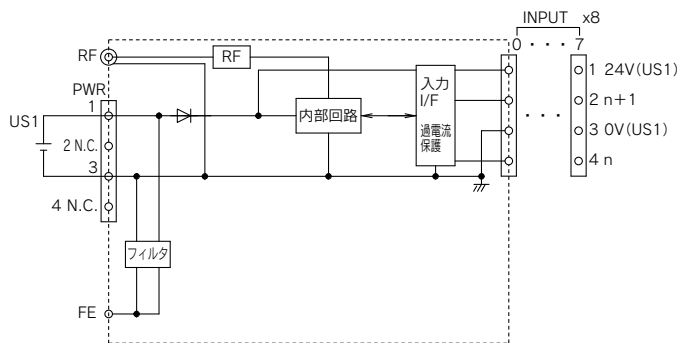 INPUT x8
0 ・・・ 7
RF
RF
PWR
1
US1
2 N.C.
3
4 N.C.
内部回路
入力
I/F
過電流
保護
・・・
1 24V(US1)
2 n+1
3 0V(US1)
4 n
フィルタ
FE